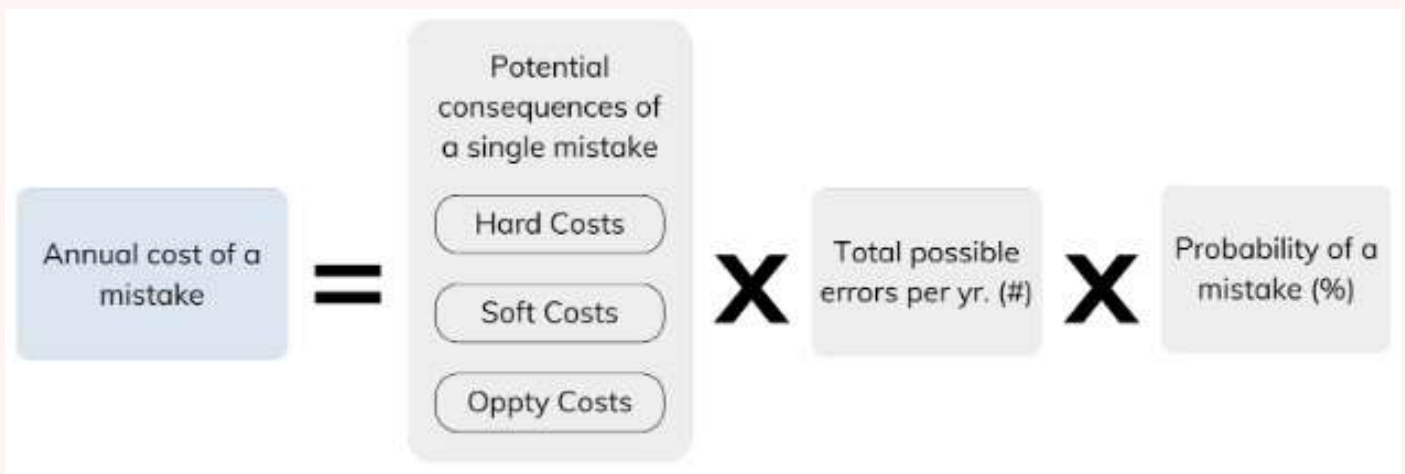 Annual cost of a
mistake
=
Potential
consequences of
a single mistake
Hard Costs
Soft Costs
Oppty Costs
X
Total possible
errors per yr. (#)
X
Probability of a
mistake (%)